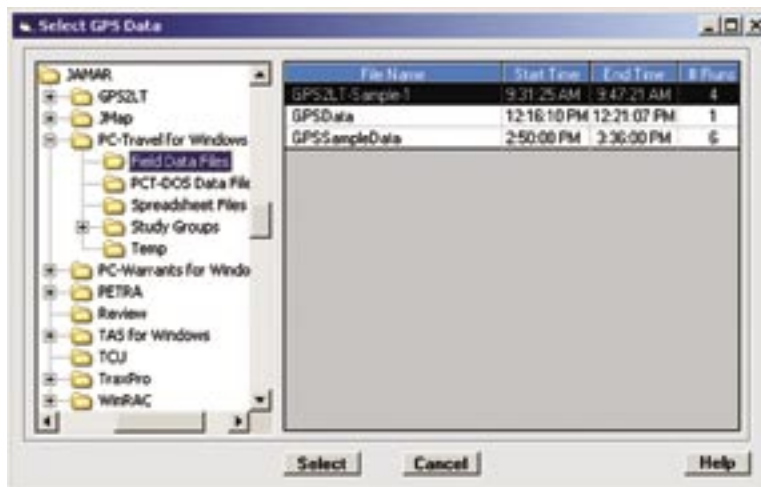 Select GPS Data
JAMAR
GPS2LT
JMap
PC-Travel for Windows
Field Data Files
PCT-DOS Data File
Spreadsheet Files
Study Groups
Temp
PC-Warrants for Windo
PETRA
Review
TAS for Windows
TCU
TraxPro
WinRAC
File Name Start Time End Time # Runs
GPS2LT-Sample-1 9:31:25 AM 9:47:21 AM 4
GPSData 12:16:10 PM 12:21:07 PM 1
GPSSampleData 2:50:00 PM 3:36:00 PM 6
Select Cancel Help